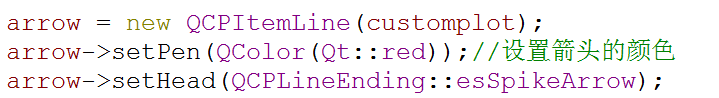 arrow = new QCPItemLine(customplot);
arrow->setPen(QColor(Qt::red));//设置箭头的颜色
arrow->setHead(QCPLineEnding::esSpikeArrow);